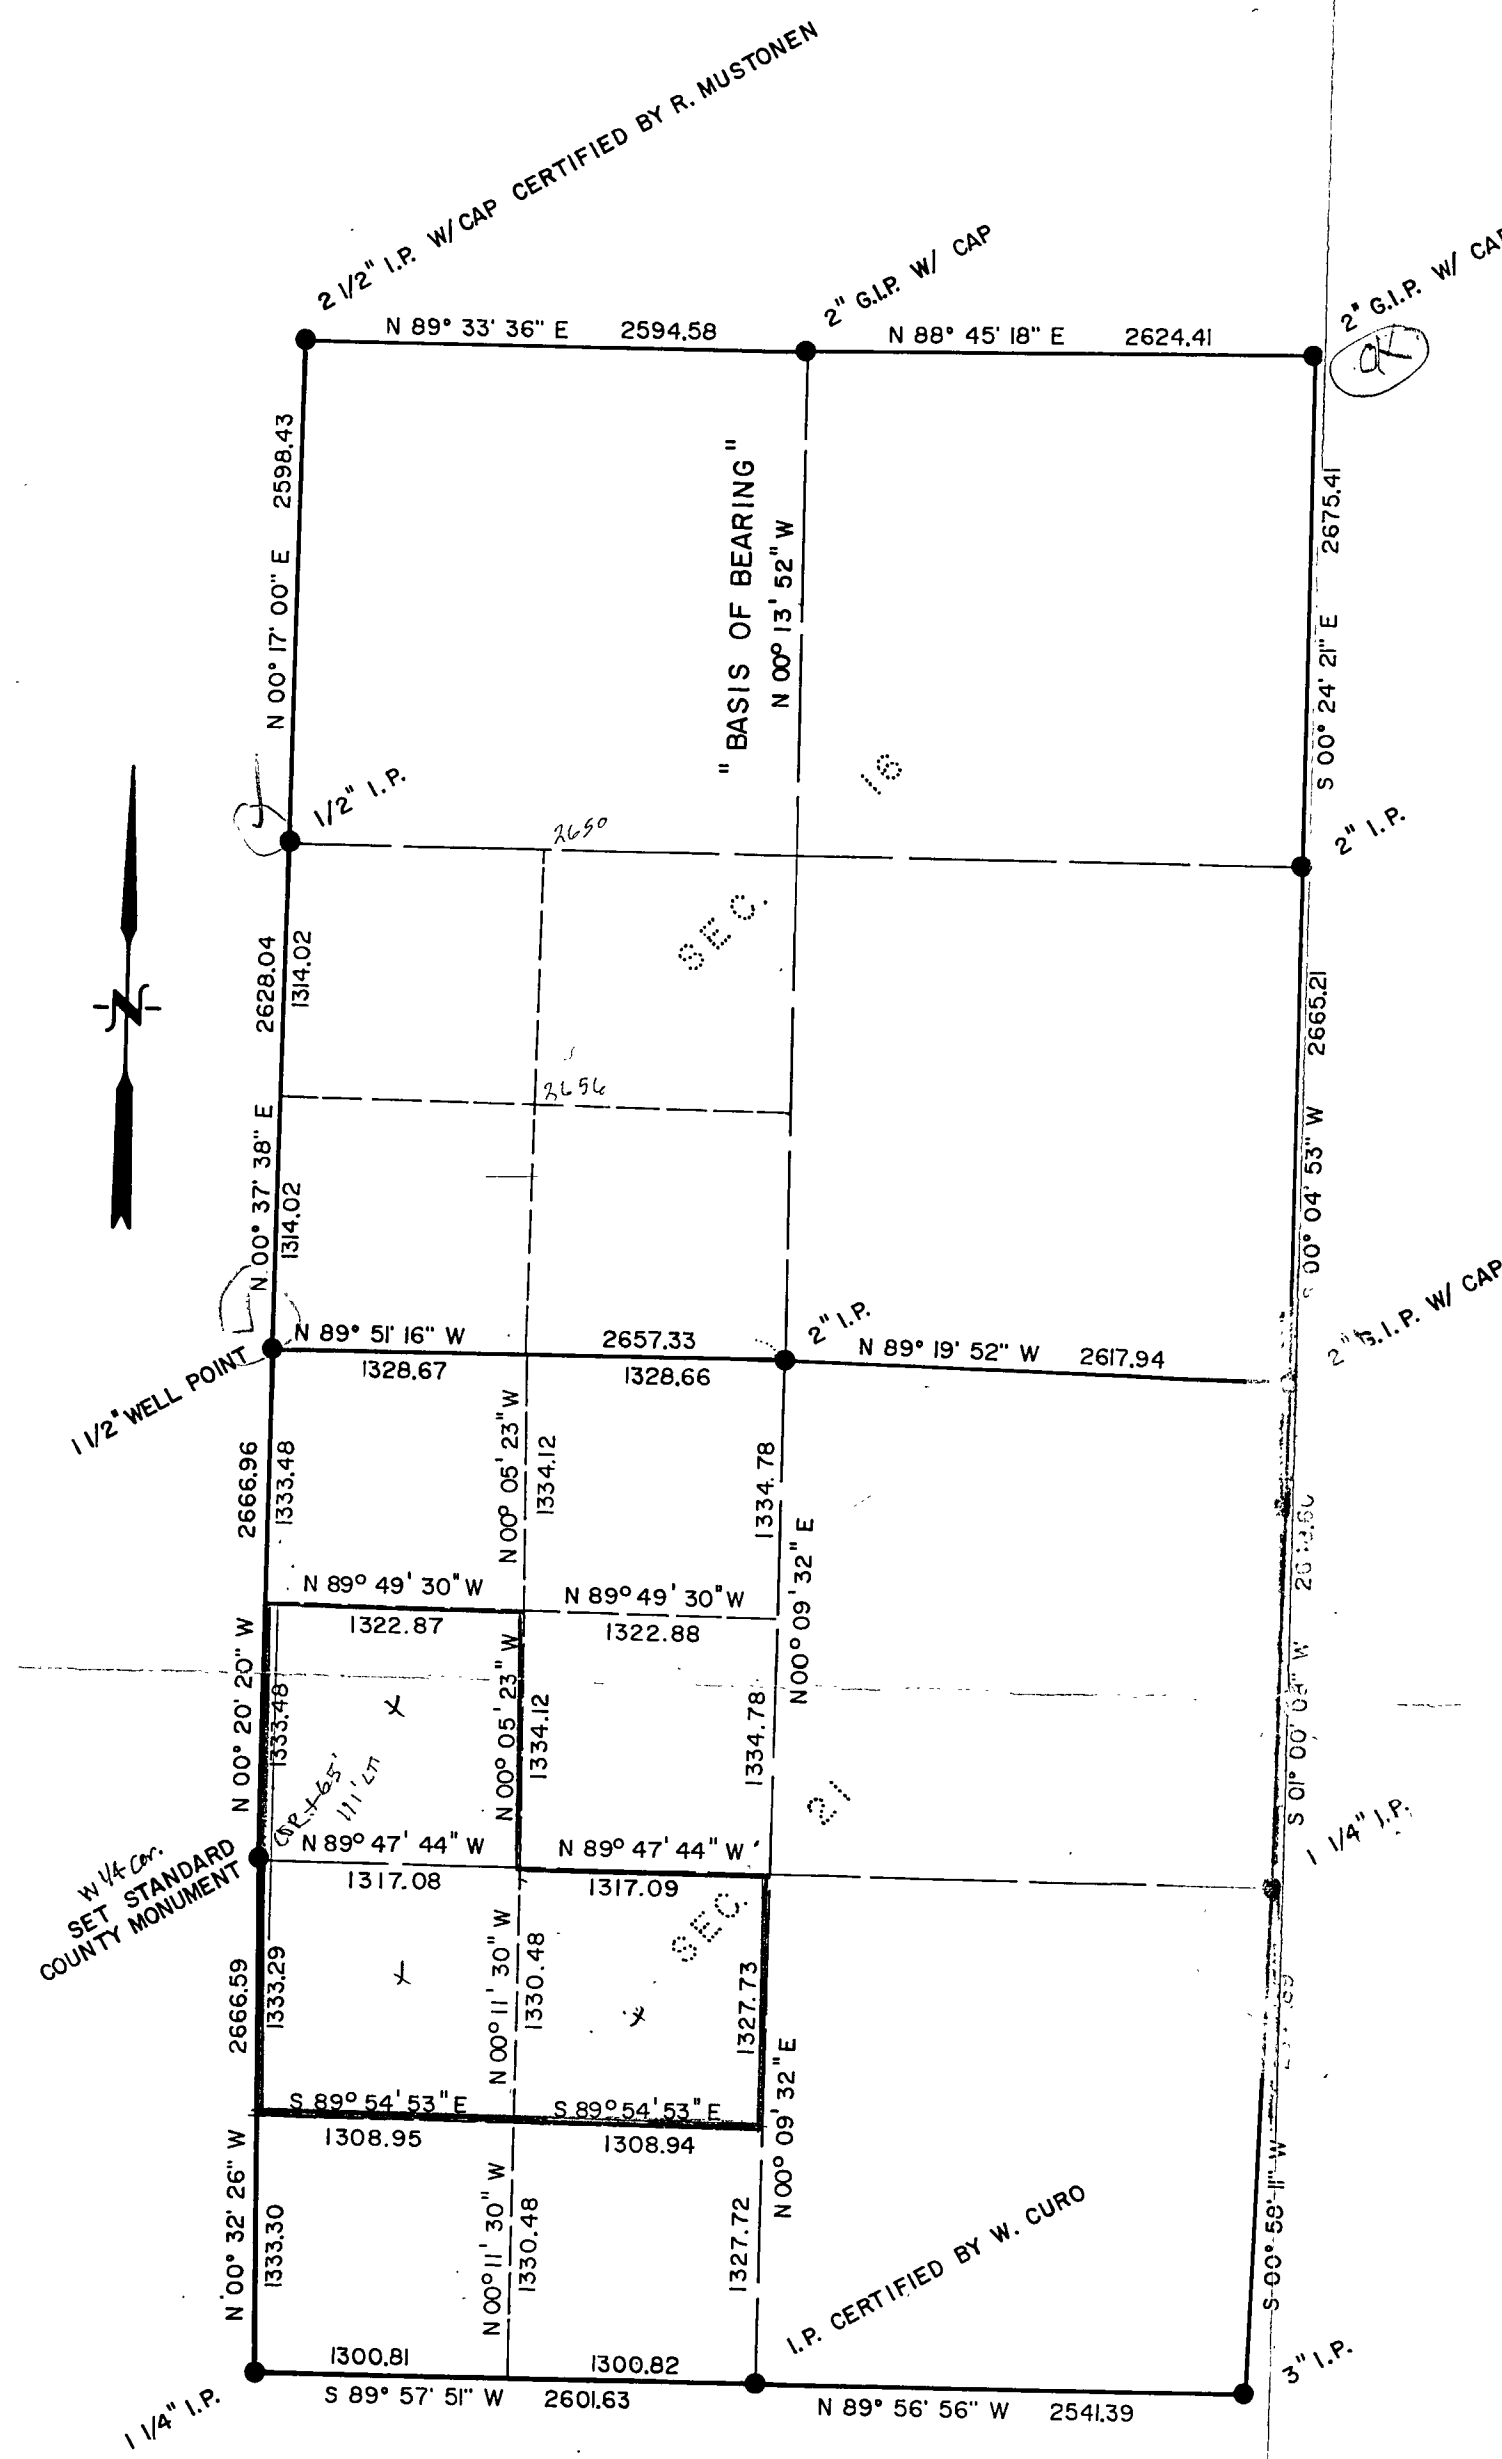 2 1/2" I.P. W/CAP CERTIFIED BY R. MUSTONEN
2" G.I.P. W/ CAP
2" G.I.P. W/ CAP
OK
N 89° 33' 36" E 2594.58
N 88° 45' 18" E 2624.41
N 00° 17' 00" E 2598.43
" BASIS OF BEARING "
N 00° 13' 52" W
S 00° 24' 21" E 2675.41
1/2" I.P.
2650
SEC. 16
2" I.P.
N
N 00° 37' 38" E 2628.04
1314.02
1314.02
2656
00° 04' 53" W 2665.21
1 1/2" WELL POINT
N 89° 51' 16" W 2657.33
1328.67
1328.66
2" I.P.
N 89° 19' 52" W 2617.94
2" G.I.P. W/ CAP
N 00° 20' 20" W 2666.96
1333.48
N 00° 05' 23" W
1334.12
1334.78
N 00° 09' 32" E
N 89° 49' 30" W
1322.87
N 89° 49' 30" W
1322.88
1333.48
N 00° 05' 23" W
1334.12
1334.78
SEC. 21
COR. + 65'
111' LT
W 1/4 Cor.
SET STANDARD
COUNTY MONUMENT
N 89° 47' 44" W
1317.08
N 89° 47' 44" W
1317.09
1 1/4" I.P.
N 00° 32' 26" W 2666.59
1333.29
N 00° 11' 30" W
1330.48
1327.73
N 00° 09' 32" E
S 89° 54' 53" E
1308.95
S 89° 54' 53" E
1308.94
1333.30
N 00° 11' 30" W
1330.48
1327.72
I.P. CERTIFIED BY W. CURO
S 00° 58' 11" W
1 1/4" I.P.
1300.81
1300.82
S 89° 57' 51" W 2601.63
N 89° 56' 56" W 2541.39
3" I.P.